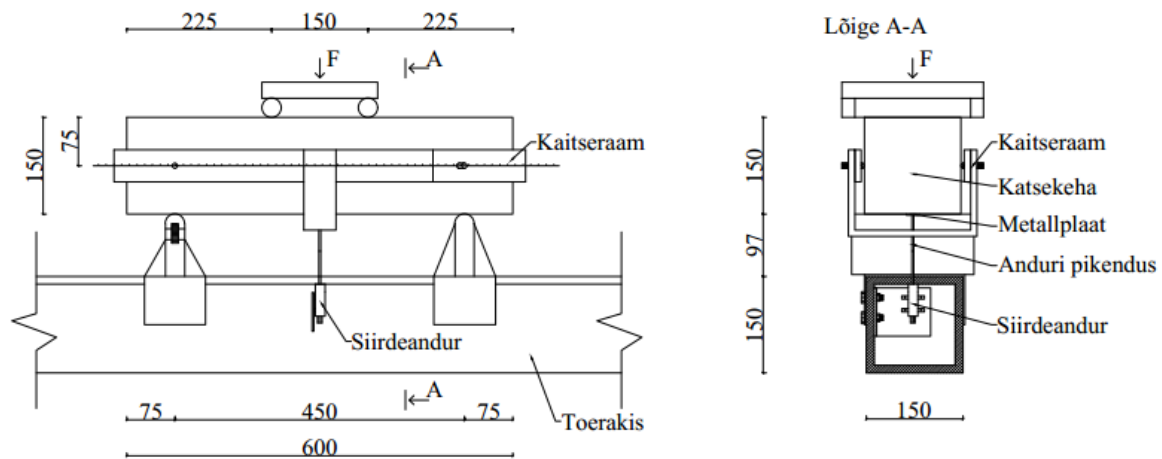 225 150 225
F
A
150
75
Kaitseraam
Siirdeandur
A
75 450 75
Toerakis
600
Lõige A-A
F
150
Kaitseraam
Katsekeha
Metallplaat
97
Anduri pikendus
150
Siirdeandur
150